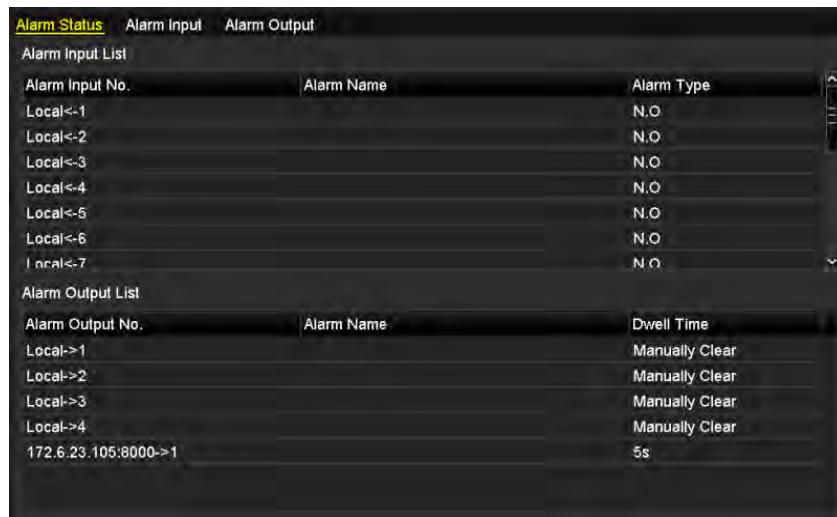 Alarm Status Alarm Input Alarm Output
Alarm Input List
Alarm Input No. Alarm Name Alarm Type
Local<-1 N.O
Local<-2 N.O
Local<-3 N.O
Local<-4 N.O
Local<-5 N.O
Local<-6 N.O
Local<-7 N.O
Alarm Output List
Alarm Output No. Alarm Name Dwell Time
Local->1 Manually Clear
Local->2 Manually Clear
Local->3 Manually Clear
Local->4 Manually Clear
172.6.23.105:8000->1 5s